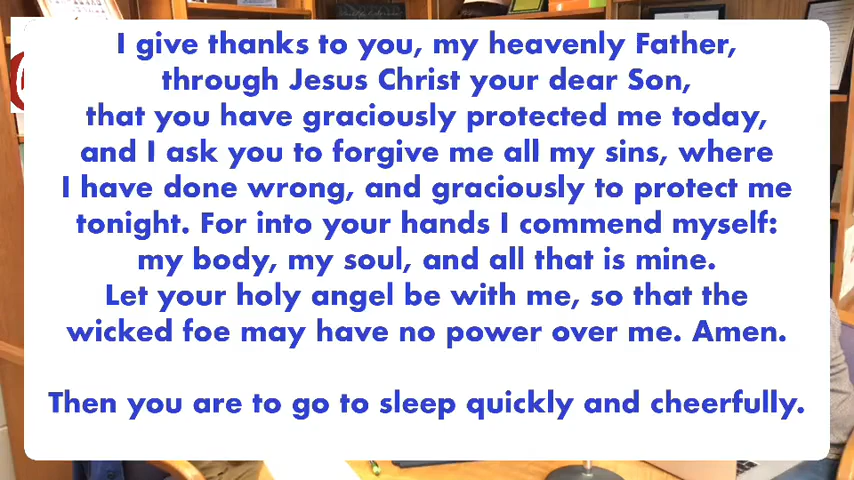 I give thanks to you, my heavenly Father,
through Jesus Christ your dear Son,
that you have graciously protected me today,
and I ask you to forgive me all my sins, where
I have done wrong, and graciously to protect me
tonight. For into your hands I commend myself:
my body, my soul, and all that is mine.
Let your holy angel be with me, so that the
wicked foe may have no power over me. Amen.
Then you are to go to sleep quickly and cheerfully.